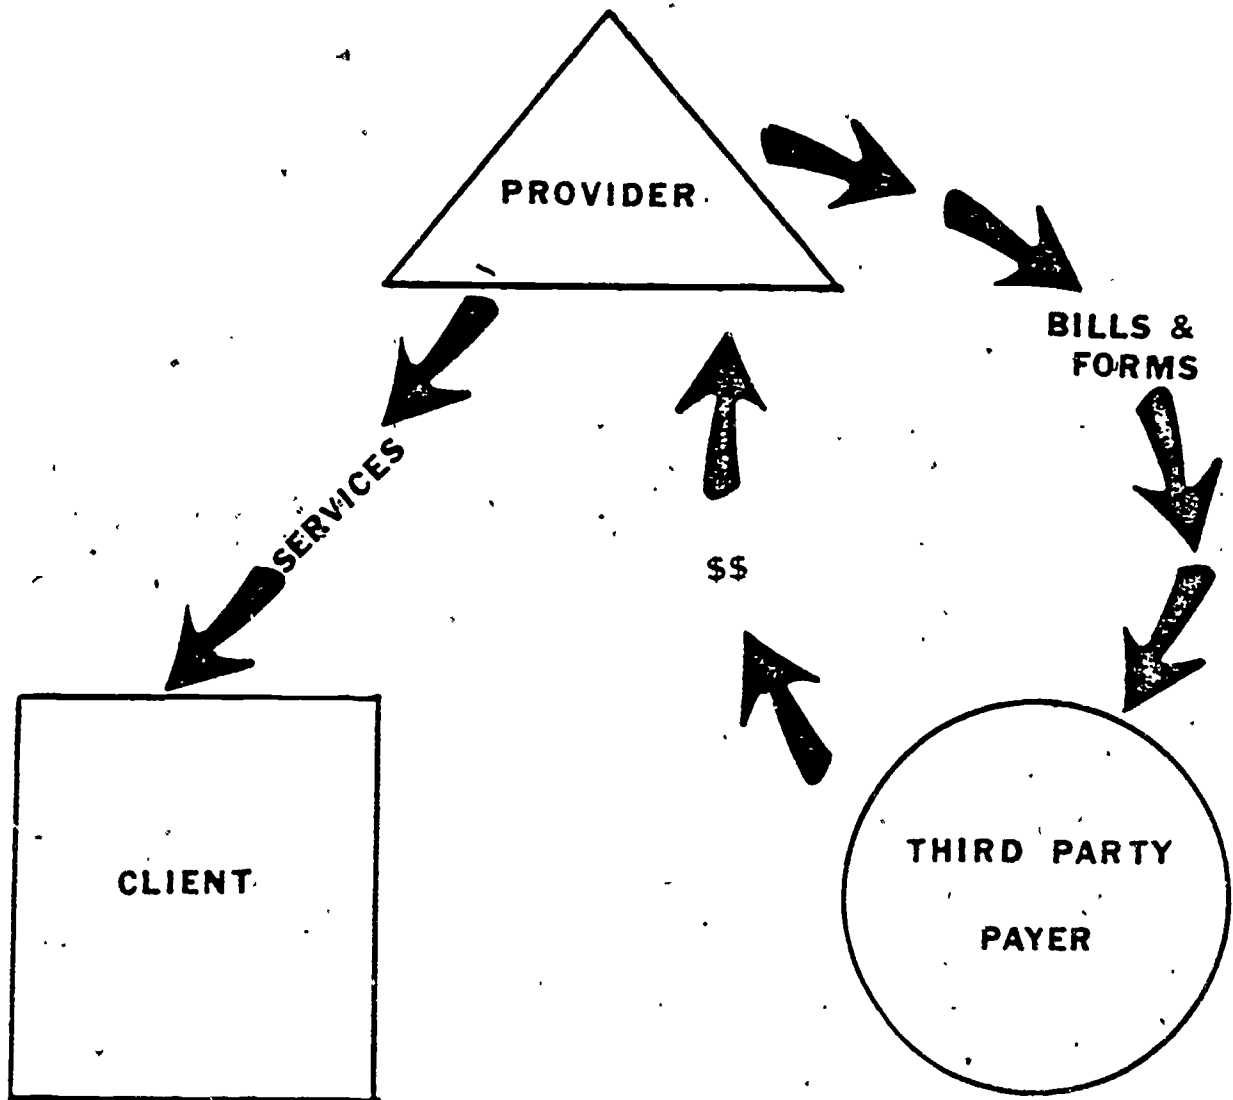 PROVIDER
BILLS &
FORMS
SERVICES
$$
CLIENT
THIRD PARTY
PAYER